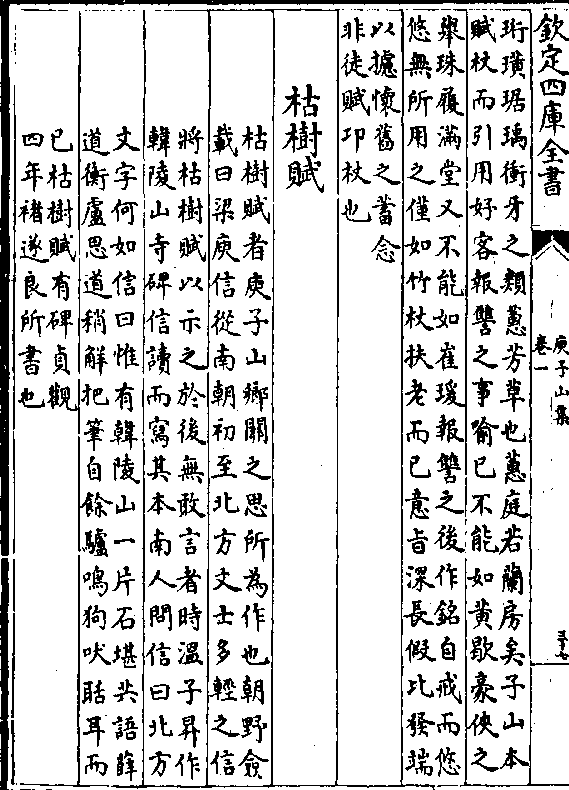 欽定四庫全書
庾子山集
卷一
珩璜琚瑀衝牙之類蕙芳草也蕙庭若蘭房矣子山本
賦杖而引用好客報讐之事喻已不能如黄歇豪俠之
舉珠履滿堂又不能如崔瑗報讐之後作銘自戒而悠
悠無所用之僅如竹杖扶老而已意旨深長假比發端
以攄懷舊之蓄念
非徒賦卭杖也
枯樹賦
枯樹賦者庾子山鄉關之思所為作也朝野僉
載曰梁庾信從南朝初至北方文士多輕之信
將枯樹賦以示之於後無敢言者時温子昇作
韓陵山寺碑信讀而寫其本南人問信曰北方
文字何如信曰惟有韓陵山一片石堪共語薛
道衡盧思道稍解把筆自餘驢鳴狗吠聒耳而
已枯樹賦有碑貞觀
四年褚遂良所書也